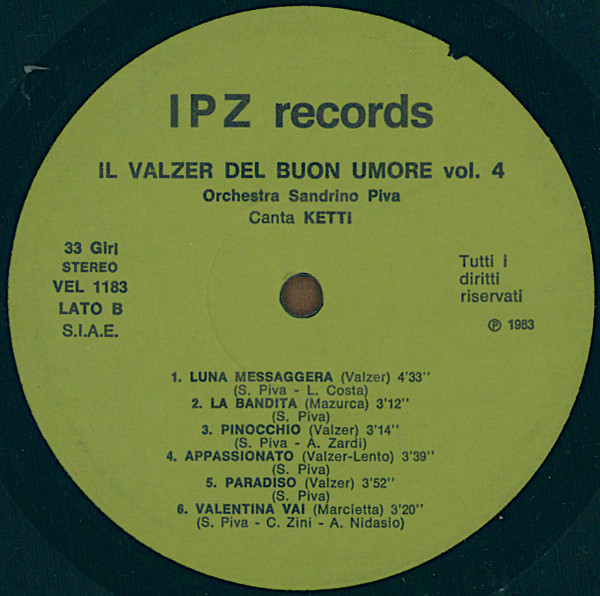 IPZ records
IL VALZER DEL BUON UMORE vol. 4
Orchestra Sandrino Piva
Canta KETTI
33 Giri
STEREO
VEL 1183
LATO B
S.I.A.E.
Tutti i
diritti
riservati
℗ 1983
1. LUNA MESSAGGERA (Valzer) 4'33''
(S. Piva - L. Costa)
2. LA BANDITA (Mazurca) 3'12''
(S. Piva)
3. PINOCCHIO (Valzer) 3'14''
(S. Piva - A. Zardi)
4. APPASSIONATO (Valzer-Lento) 3'39''
(S. Piva)
5. PARADISO (Valzer) 3'52''
(S. Piva)
6. VALENTINA VAI (Marcietta) 3'20''
(S. Piva - C. Zini - A. Nidasio)